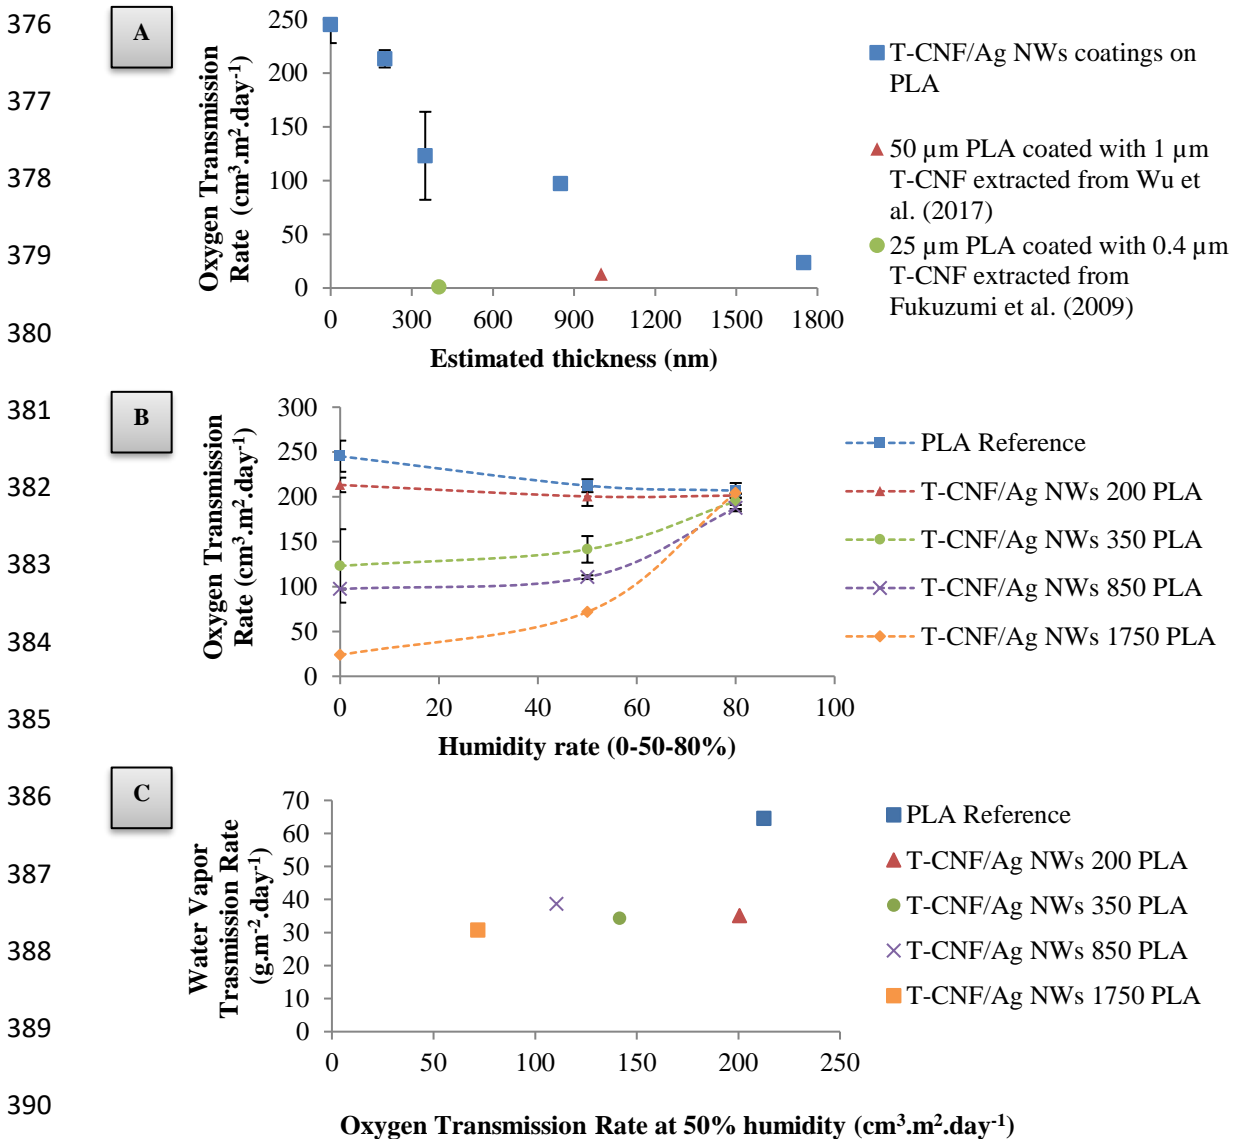 376
A
250
200
150
100
50
0
Oxygen Transmission
Rate (cm³.m².day⁻¹)
0 300 600 900 1200 1500 1800
Estimated thickness (nm)
T-CNF/Ag NWs coatings on
PLA
50 µm PLA coated with 1 µm
T-CNF extracted from Wu et
al. (2017)
25 µm PLA coated with 0.4 µm
T-CNF extracted from
Fukuzumi et al. (2009)
377
378
379
380
381
B
300
250
200
150
100
50
0
Oxygen Transmission
Rate (cm³.m².day⁻¹)
0 20 40 60 80 100
Humidity rate (0-50-80%)
PLA Reference
T-CNF/Ag NWs 200 PLA
T-CNF/Ag NWs 350 PLA
T-CNF/Ag NWs 850 PLA
T-CNF/Ag NWs 1750 PLA
382
383
384
385
386
C
70
60
50
40
30
20
10
0
Water Vapor
Trasmission Rate
(g.m⁻².day⁻¹)
0 50 100 150 200 250
Oxygen Transmission Rate at 50% humidity (cm³.m².day⁻¹)
PLA Reference
T-CNF/Ag NWs 200 PLA
T-CNF/Ag NWs 350 PLA
T-CNF/Ag NWs 850 PLA
T-CNF/Ag NWs 1750 PLA
387
388
389
390